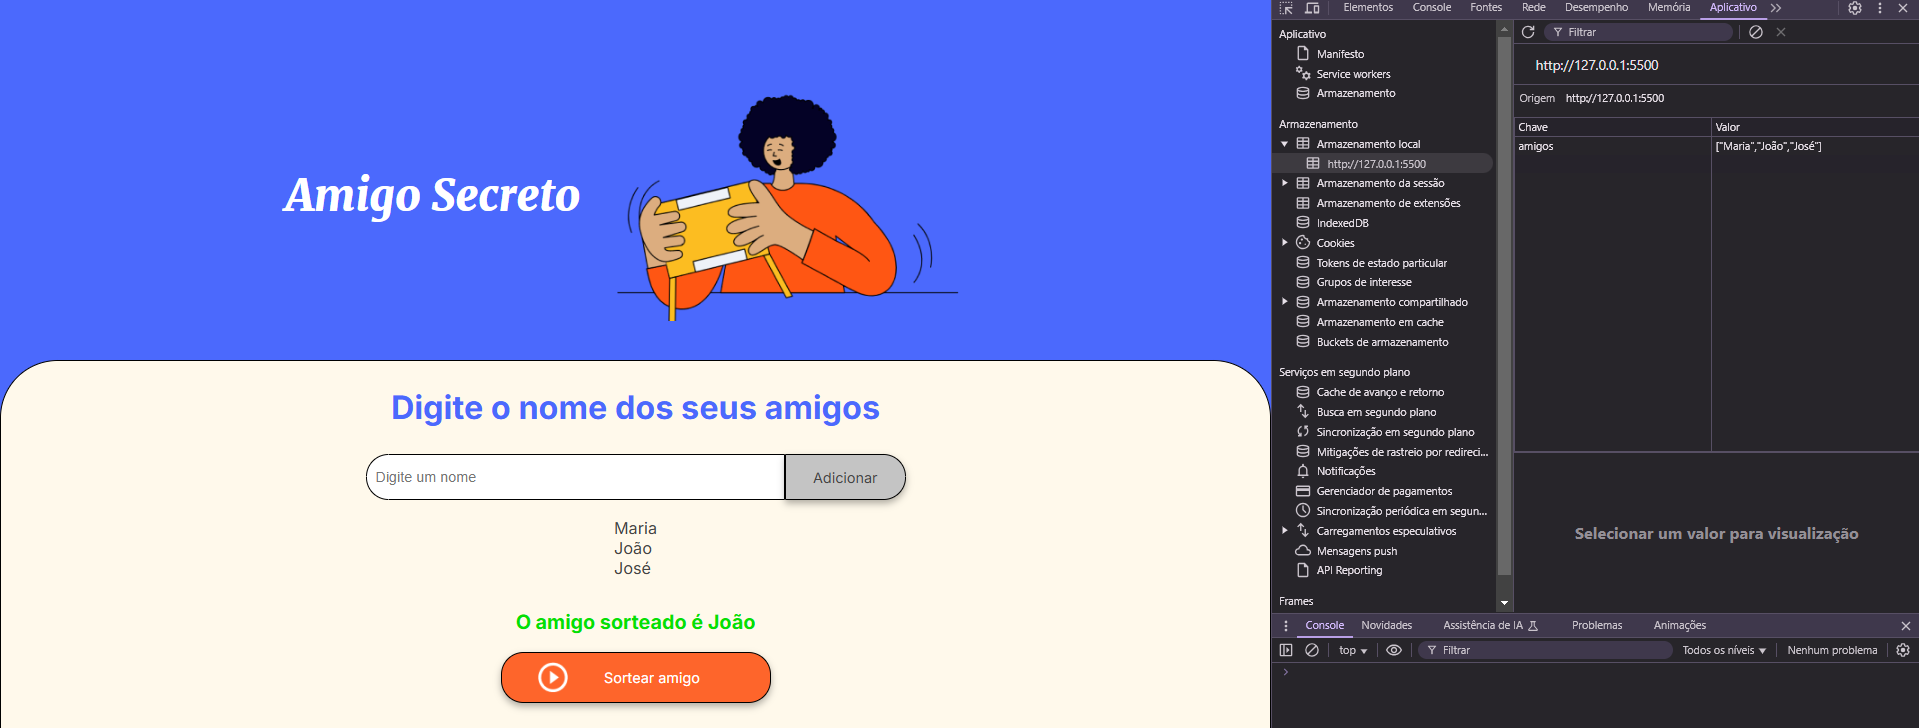 Amigo Secreto
Digite o nome dos seus amigos
Digite um nome
Adicionar
Maria
João
José
O amigo sorteado é João
Sortear amigo
Elementos Console Fontes Rede Desempenho Memória Aplicativo
Aplicativo
Manifesto
Service workers
Armazenamento
Armazenamento
Armazenamento local
http://127.0.0.1:5500
Armazenamento da sessão
Armazenamento de extensões
IndexedDB
Cookies
Tokens de estado particular
Grupos de interesse
Armazenamento compartilhado
Armazenamento em cache
Buckets de armazenamento
Serviços em segundo plano
Cache de avanço e retorno
Busca em segundo plano
Sincronização em segundo plano
Mitigações de rastreio por redireci...
Notificações
Gerenciador de pagamentos
Sincronização periódica em segun...
Carregamentos especulativos
Mensagens push
API Reporting
Frames
Filtrar
http://127.0.0.1:5500
Origem http://127.0.0.1:5500
Chave Valor
amigos ["Maria","João","José"]
Selecionar um valor para visualização
Console Novidades Assistência de IA Problemas Animações
top Filtrar Todos os níveis Nenhum problema